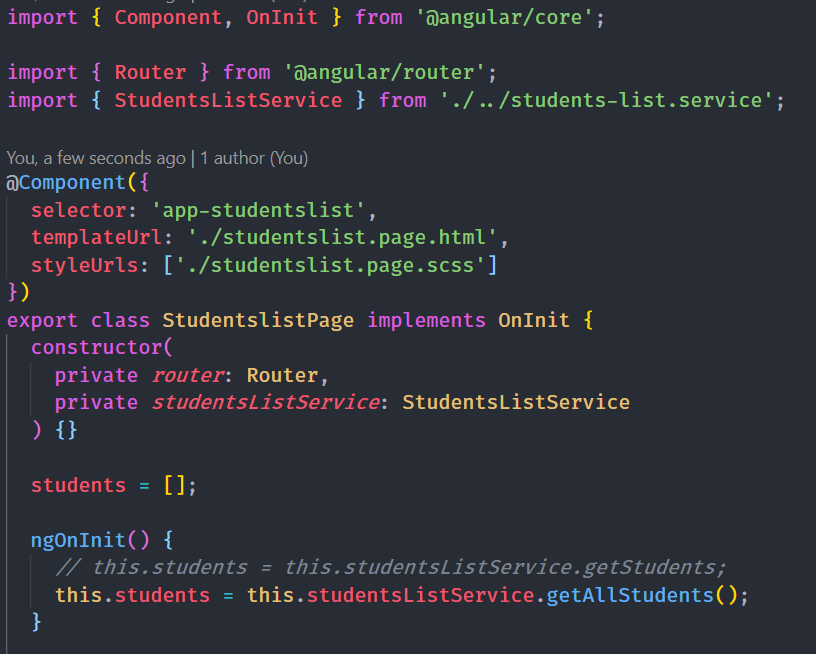 import { Component, OnInit } from '@angular/core';
import { Router } from '@angular/router';
import { StudentsListService } from './../students-list.service';
You, a few seconds ago | 1 author (You)
@Component({
  selector: 'app-studentslist',
  templateUrl: './studentslist.page.html',
  styleUrls: ['./studentslist.page.scss']
})
export class StudentslistPage implements OnInit {
  constructor(
    private router: Router,
    private studentsListService: StudentsListService
  ) {}
  students = [];
  ngOnInit() {
    // this.students = this.studentsListService.getStudents;
    this.students = this.studentsListService.getAllStudents();
  }